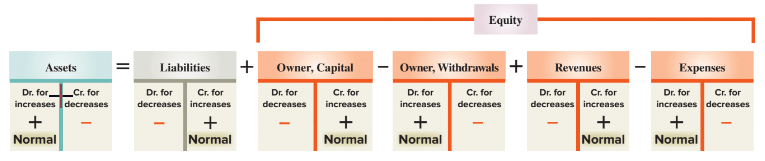 Equity
Assets = Liabilities + Owner, Capital − Owner, Withdrawals + Revenues − Expenses
Dr. for Cr. for Dr. for Cr. for Dr. for Cr. for Dr. for Cr. for Dr. for Cr. for Dr. for Cr. for
increases decreases decreases increases decreases increases increases decreases decreases increases increases decreases
+ − − + − + + − − + + −
Normal Normal Normal Normal Normal Normal